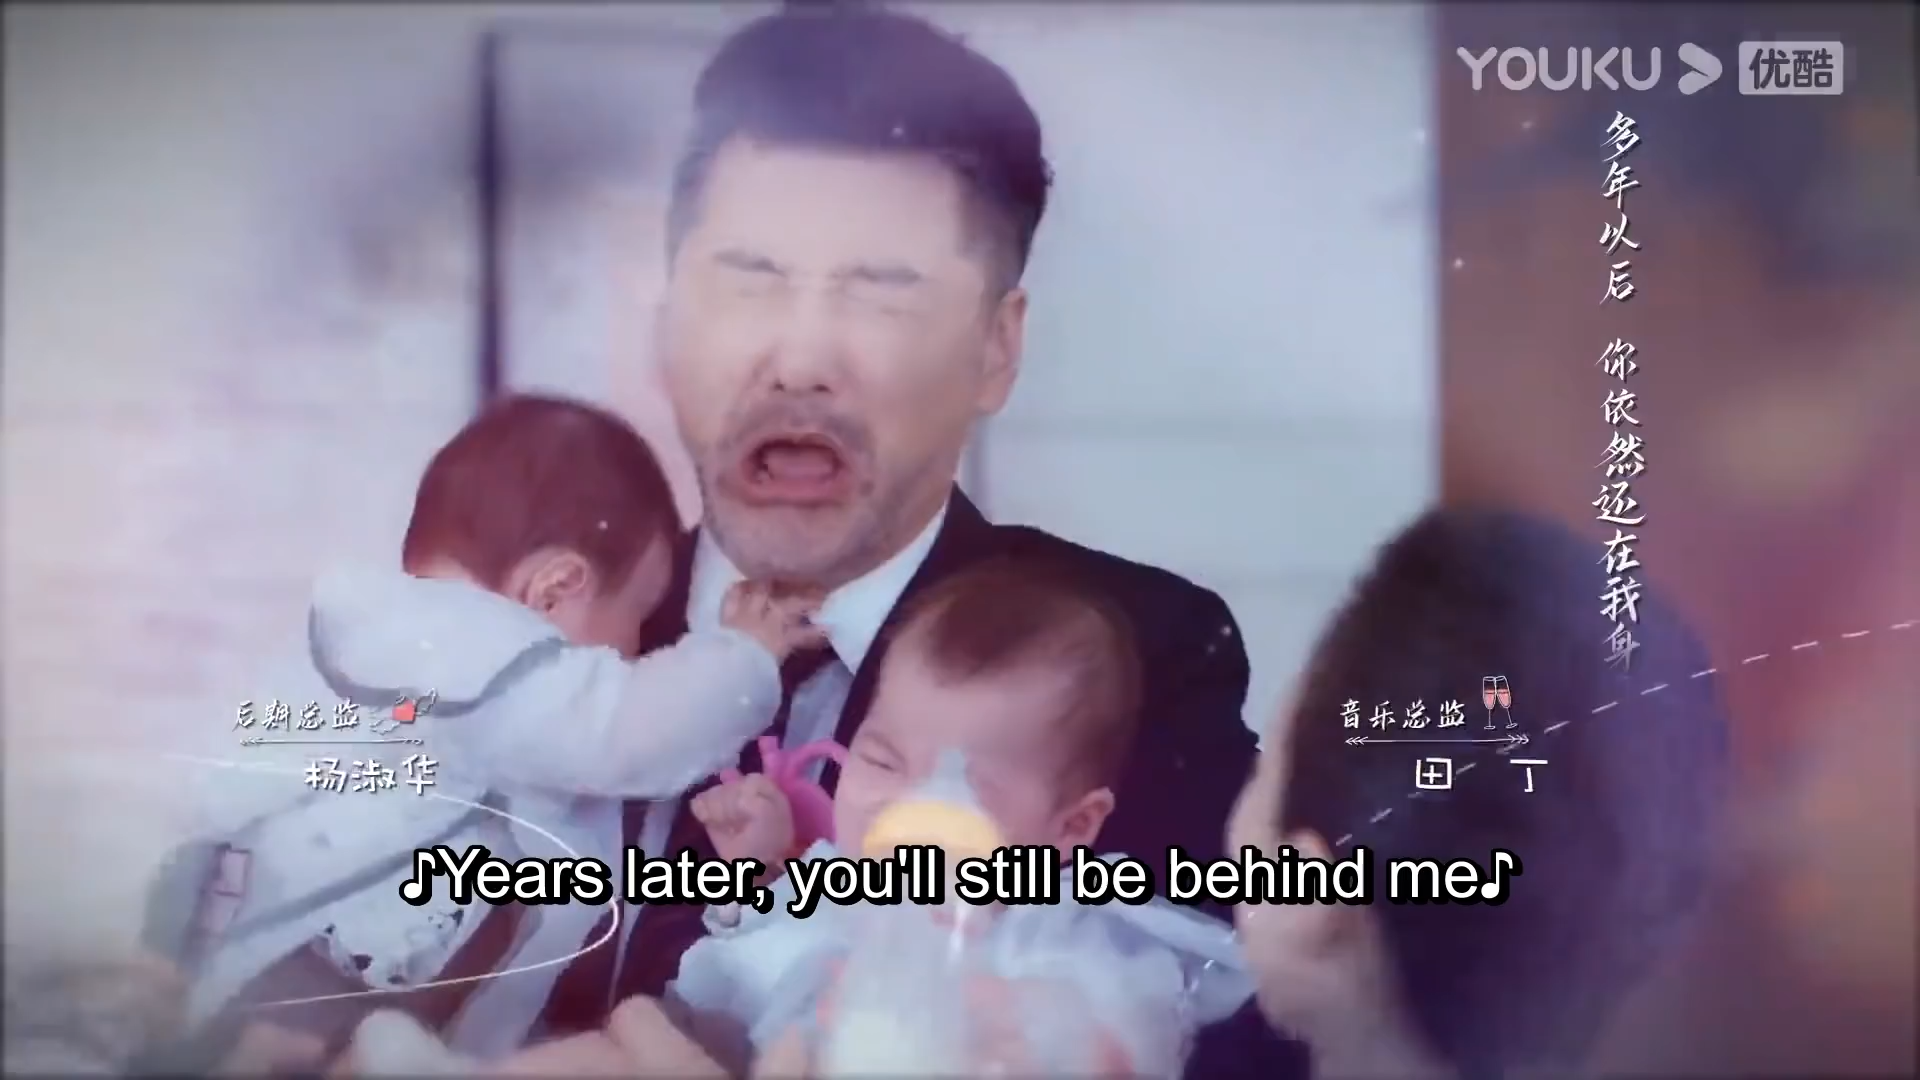 YOUKU 优酷
多年以后 你依然还在我身
后期总监
杨淑华
音乐总监
田 丁
♪Years later, you'll still be behind me♪